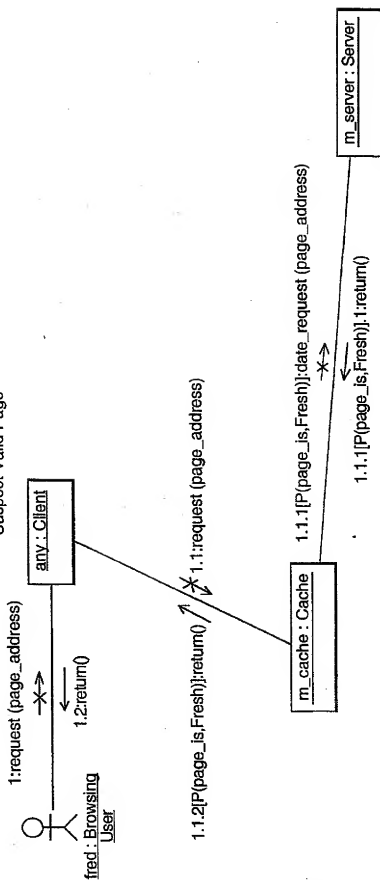 Suspect Valid Page
1:request (page_address)
1.2:return()
fred : Browsing
User
any : Client
1.1:request (page_address)
1.1.2[P(page_is,Fresh)]:return()
m_cache : Cache
1.1.1[P(page_is,Fresh)]:date_request (page_address)
1.1.1[P(page_is,Fresh)].1:return()
m_server : Server